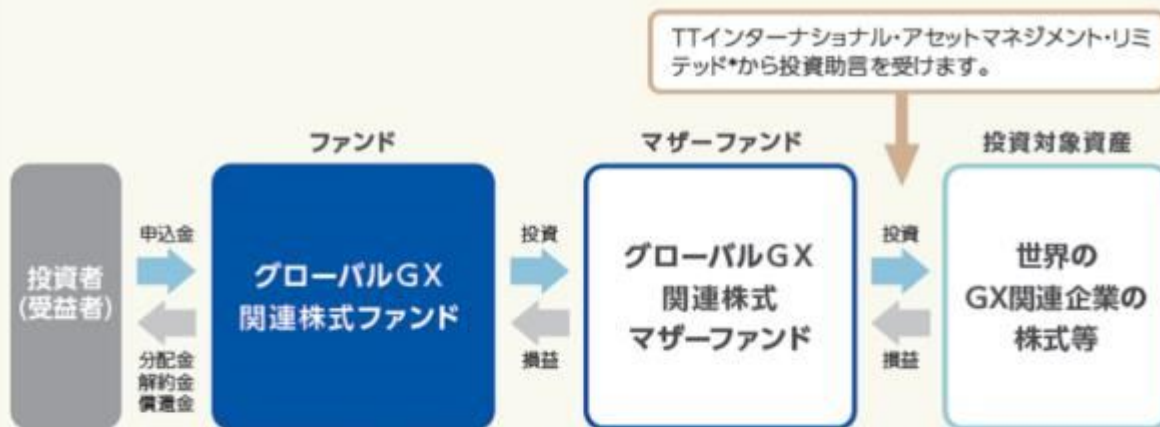 TTインターナショナル・アセットマネジメント・リミ
テッド*から投資助言を受けます。
ファンド
マザーファンド
投資対象資産
投資者
(受益者)
申込金
分配金
解約金
償還金
グローバルGX
関連株式ファンド
投資
損益
グローバルGX
関連株式
マザーファンド
投資
損益
世界の
GX関連企業の
株式等